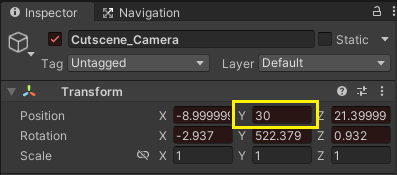 Inspector Navigation
Cutscene_Camera Static
Tag Untagged Layer Default
Transform
Position X -8.999999 Y 30 Z 21.39999
Rotation X -2.937 Y 522.379 Z 0.932
Scale X 1 Y 1 Z 1